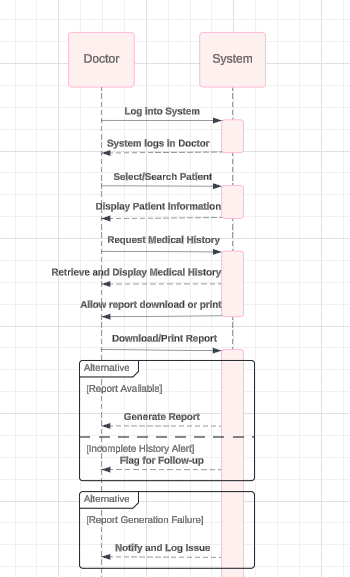 Doctor
System
Log into System
System logs in Doctor
Select/Search Patient
Display Patient Information
Request Medical History
Retrieve and Display Medical History
Allow report download or print
Download/Print Report
Alternative
[Report Available]
Generate Report
[Incomplete History Alert]
Flag for Follow-up
Alternative
[Report Generation Failure]
Notify and Log Issue